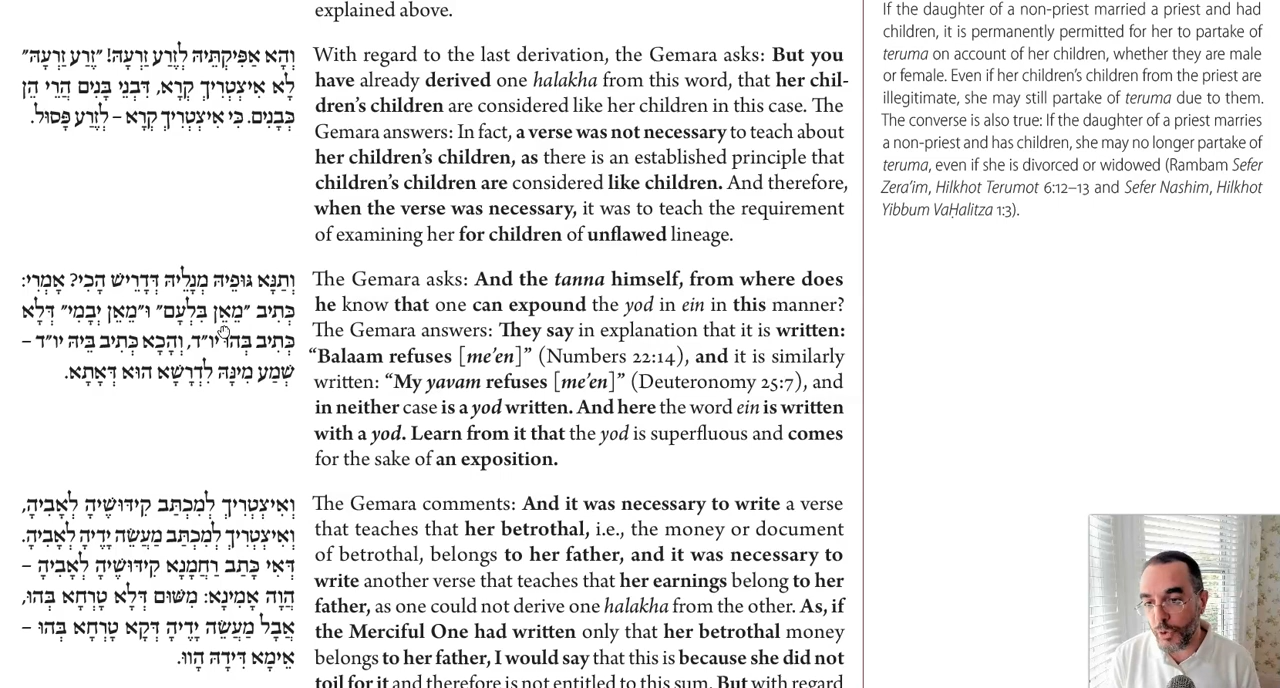 explained above.
וְהָא אַפֵּיקְתֵּיהּ לְזֶרַע זַרְעָהּ! ״זֶרַע זַרְעָהּ״
לָא אִיצְטְרִיךְ קְרָא, דִּבְנֵי בָנִים הֲרֵי הֵן
כְּבָנִים. כִּי אִיצְטְרִיךְ קְרָא – לְזֶרַע פָּסוּל.
With regard to the last derivation, the Gemara asks: But you
have already derived one halakha from this word, that her chil-
dren's children are considered like her children in this case. The
Gemara answers: In fact, a verse was not necessary to teach about
her children's children, as there is an established principle that
children's children are considered like children. And therefore,
when the verse was necessary, it was to teach the requirement
of examining her for children of unflawed lineage.
וְתַנָּא גּוּפֵיהּ מְנָלֵיהּ דְּדָרֵישׁ הָכִי? אָמְרִי:
כְּתִיב ״מֵאֵן בִּלְעָם״ וּ״מֵאֵן יְבָמִי״ דְּלָא
כְּתִיב בְּהוּ יוּ״ד, וְהָכָא כְּתִיב בֵּיהּ יוּ״ד –
שְׁמַע מִינָּהּ לִדְרָשָׁא הוּא דְּאָתָא.
The Gemara asks: And the tanna himself, from where does
he know that one can expound the yod in ein in this manner?
The Gemara answers: They say in explanation that it is written:
“Balaam refuses [me'en]” (Numbers 22:14), and it is similarly
written: “My yavam refuses [me'en]” (Deuteronomy 25:7), and
in neither case is a yod written. And here the word ein is written
with a yod. Learn from it that the yod is superfluous and comes
for the sake of an exposition.
וְאִיצְטְרִיךְ לְמִכְתַּב קִידּוּשֶׁיהָ לְאָבִיהָ,
וְאִיצְטְרִיךְ לְמִכְתַּב מַעֲשֵׂה יָדֶיהָ לְאָבִיהָ.
דְּאִי כָּתַב רַחֲמָנָא קִידּוּשֶׁיהָ לְאָבִיהָ –
הֲוָה אָמֵינָא: מִשּׁוּם דְּלָא טָרְחָא בְּהוּ,
אֲבָל מַעֲשֵׂה יָדֶיהָ דְּקָא טָרְחָא בְּהוּ –
אֵימָא דִּידַהּ הָווּ.
The Gemara comments: And it was necessary to write a verse
that teaches that her betrothal, i.e., the money or document
of betrothal, belongs to her father, and it was necessary to
write another verse that teaches that her earnings belong to her
father, as one could not derive one halakha from the other. As, if
the Merciful One had written only that her betrothal money
belongs to her father, I would say that this is because she did not
toil for it and therefore is not entitled to this sum. But with regard
If the daughter of a non-priest married a priest and had
children, it is permanently permitted for her to partake of
teruma on account of her children, whether they are male
or female. Even if her children's children from the priest are
illegitimate, she may still partake of teruma due to them.
The converse is also true: If the daughter of a priest marries
a non-priest and has children, she may no longer partake of
teruma, even if she is divorced or widowed (Rambam Sefer
Zera'im, Hilkhot Terumot 6:12–13 and Sefer Nashim, Hilkhot
Yibbum VaḤalitza 1:3).